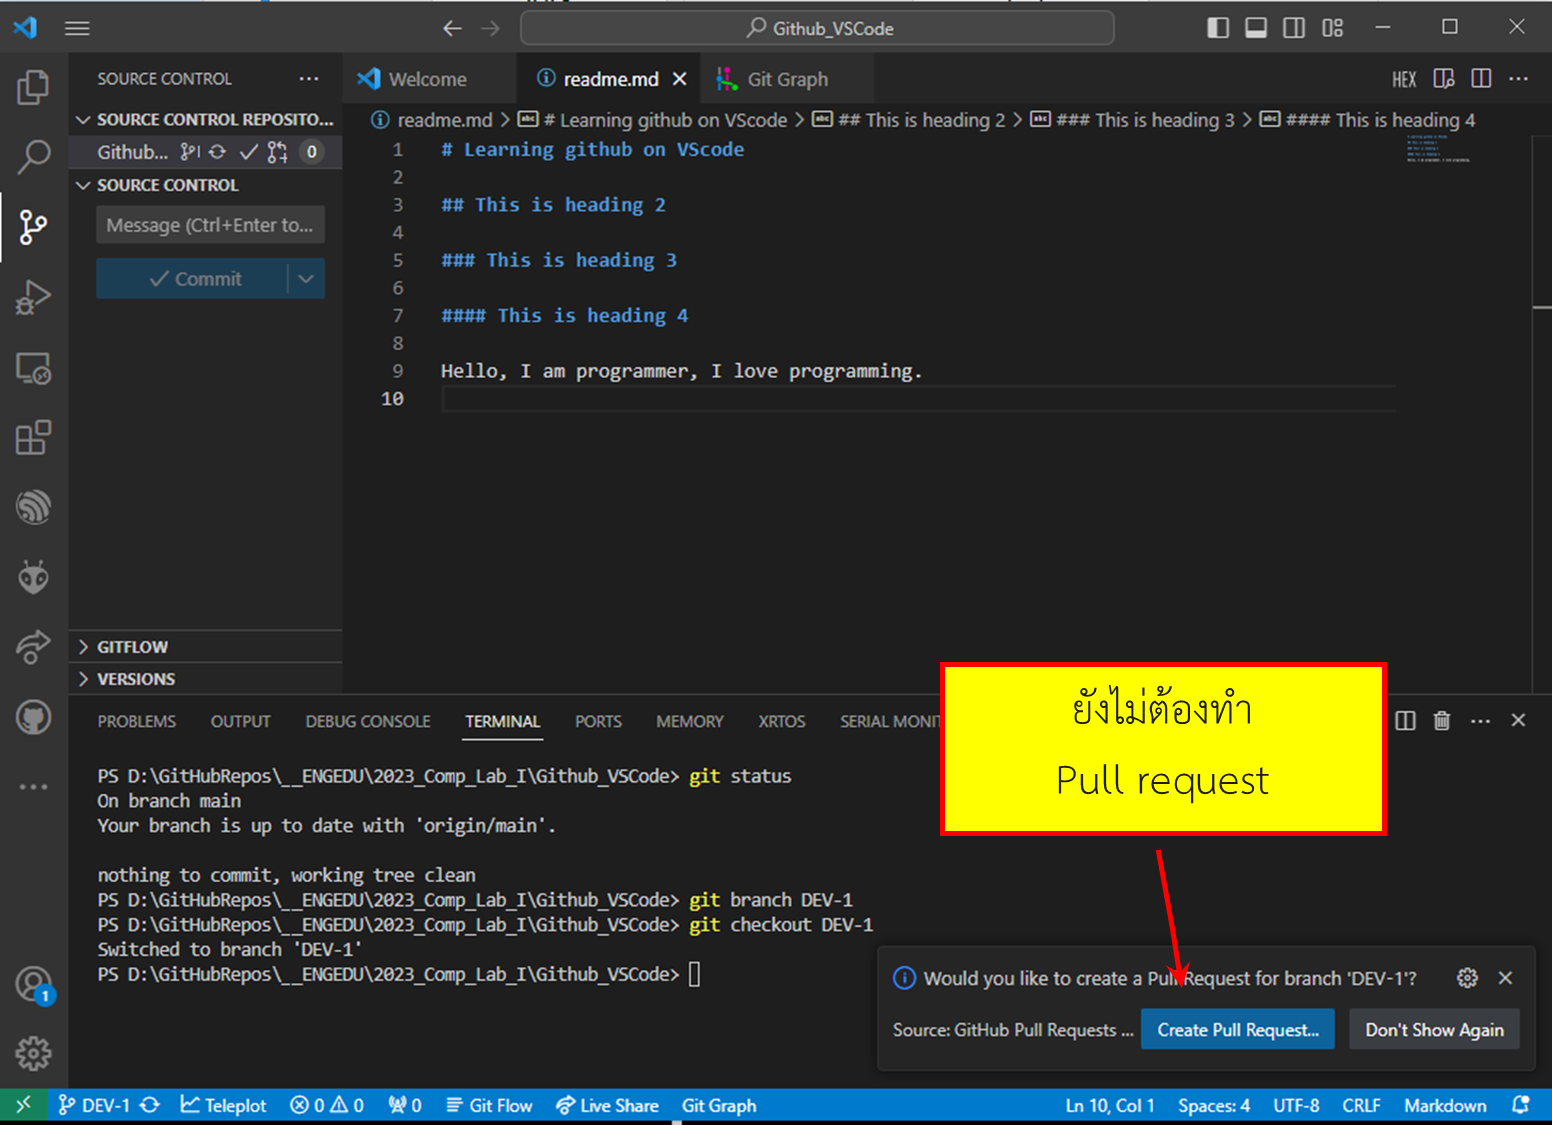 Github_VSCode
SOURCE CONTROL
Welcome
readme.md
Git Graph
HEX
SOURCE CONTROL REPOSITO...
readme.md > # Learning github on VScode > ## This is heading 2 > ### This is heading 3 > #### This is heading 4
Github... 0
SOURCE CONTROL
Message (Ctrl+Enter to...
Commit
1 # Learning github on VScode
2
3 ## This is heading 2
4
5 ### This is heading 3
6
7 #### This is heading 4
8
9 Hello, I am programmer, I love programming.
10
GITFLOW
VERSIONS
PROBLEMS OUTPUT DEBUG CONSOLE TERMINAL PORTS MEMORY XRTOS SERIAL MONIT
ยังไม่ต้องทำ
Pull request
PS D:\GitHubRepos\__ENGEDU\2023_Comp_Lab_I\Github_VSCode> git status
On branch main
Your branch is up to date with 'origin/main'.
nothing to commit, working tree clean
PS D:\GitHubRepos\__ENGEDU\2023_Comp_Lab_I\Github_VSCode> git branch DEV-1
PS D:\GitHubRepos\__ENGEDU\2023_Comp_Lab_I\Github_VSCode> git checkout DEV-1
Switched to branch 'DEV-1'
PS D:\GitHubRepos\__ENGEDU\2023_Comp_Lab_I\Github_VSCode>
Would you like to create a Pull Request for branch 'DEV-1'?
Source: GitHub Pull Requests ...
Create Pull Request...
Don't Show Again
1
DEV-1 Teleplot 0 0 0 Git Flow Live Share Git Graph Ln 10, Col 1 Spaces: 4 UTF-8 CRLF Markdown